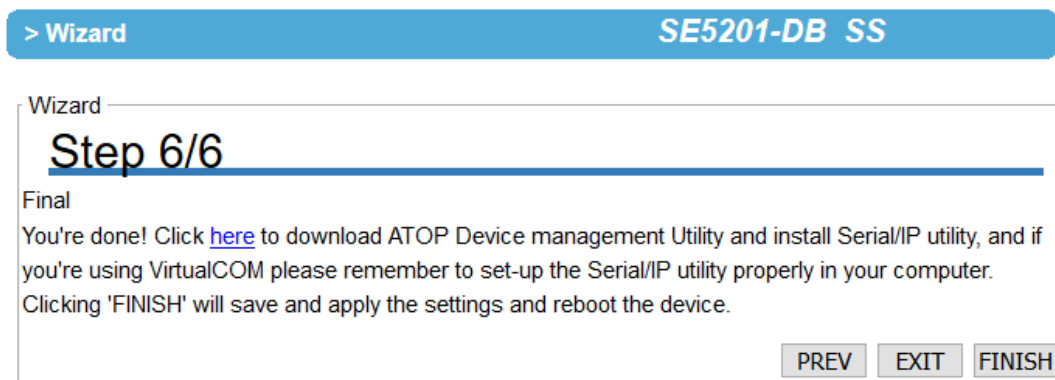 > Wizard SE5201-DB SS
Wizard
Step 6/6
Final
You're done! Click here to download ATOP Device management Utility and install Serial/IP utility, and if
you're using VirtualCOM please remember to set-up the Serial/IP utility properly in your computer.
Clicking 'FINISH' will save and apply the settings and reboot the device.
PREV EXIT FINISH